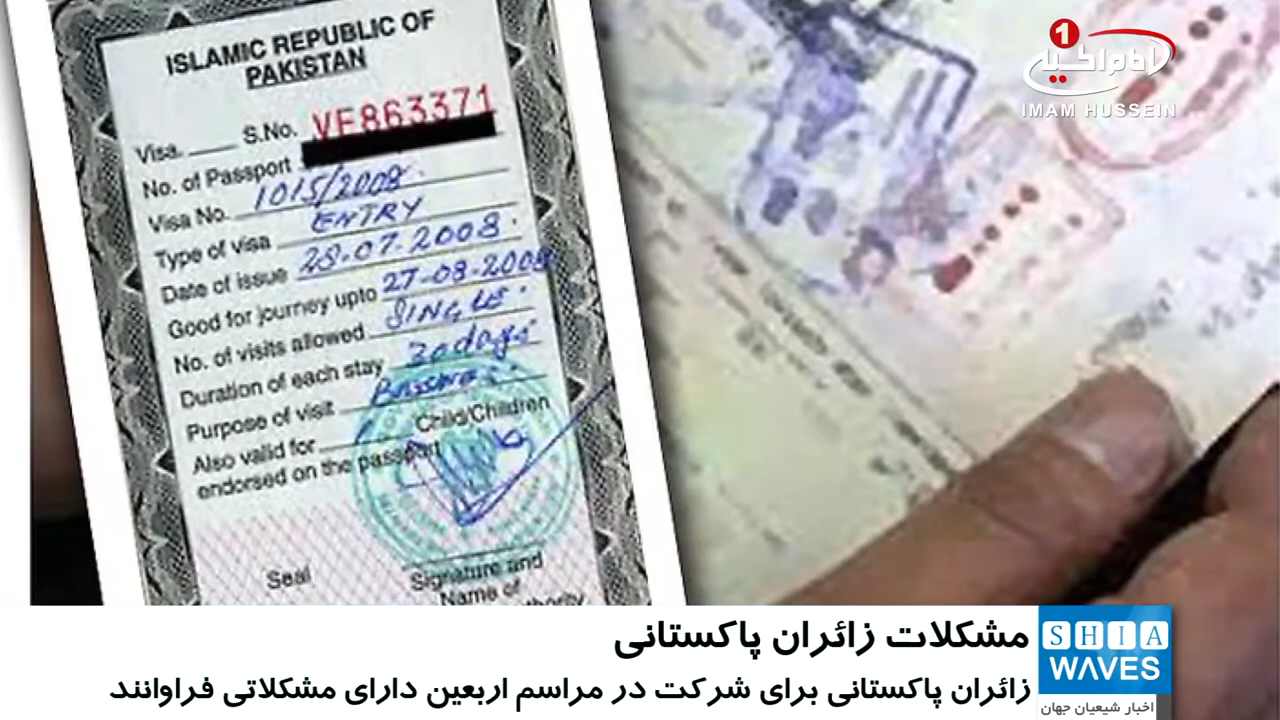 ISLAMIC REPUBLIC OF
PAKISTAN
Visa. S.No. VF863371
No. of Passport
Visa No. 1015/2008
Type of visa ENTRY
Date of issue 28-07-2008
Good for journey upto 27-08-2008
No. of visits allowed SINGLE
Duration of each stay 30 days
Purpose of visit Business
Also valid for Child/Children
endorsed on the passport
Seal
Signature and
Name of
1
IMAM HUSSEIN
مشکلات زائران پاکستانی
زائران پاکستانی برای شرکت در مراسم اربعین دارای مشکلاتی فراوانند
SHIA
WAVES
اخبار شیعیان جهان